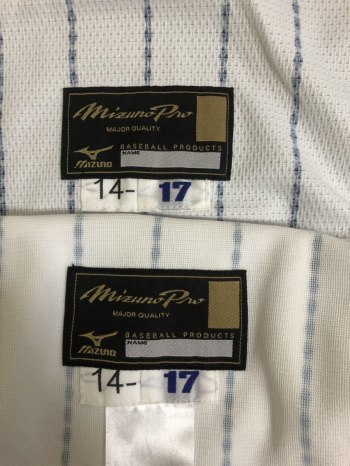 Mizuno Pro
MAJOR QUALITY
BASEBALL PRODUCTS
NAME
MIZUNO
14- 17
Mizuno Pro
MAJOR QUALITY
BASEBALL PRODUCTS
NAME
MIZUNO
14- 17